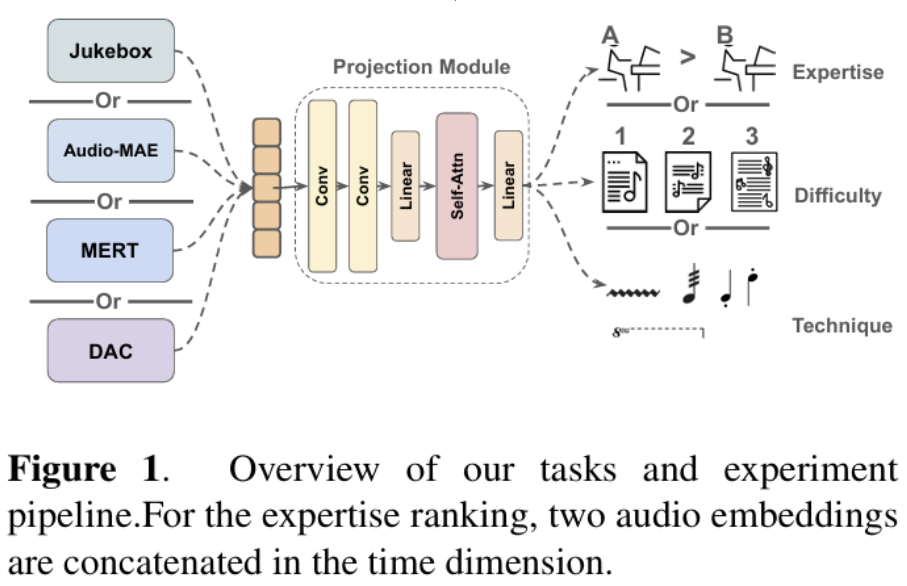 Jukebox
Or
Audio-MAE
Or
MERT
Or
DAC
Projection Module
Conv
Conv
Linear
Self-Attn
Linear
A > B
Expertise
Or
1 2 3
Difficulty
Or
8va
Technique
Figure 1. Overview of our tasks and experiment
pipeline.For the expertise ranking, two audio embeddings
are concatenated in the time dimension.